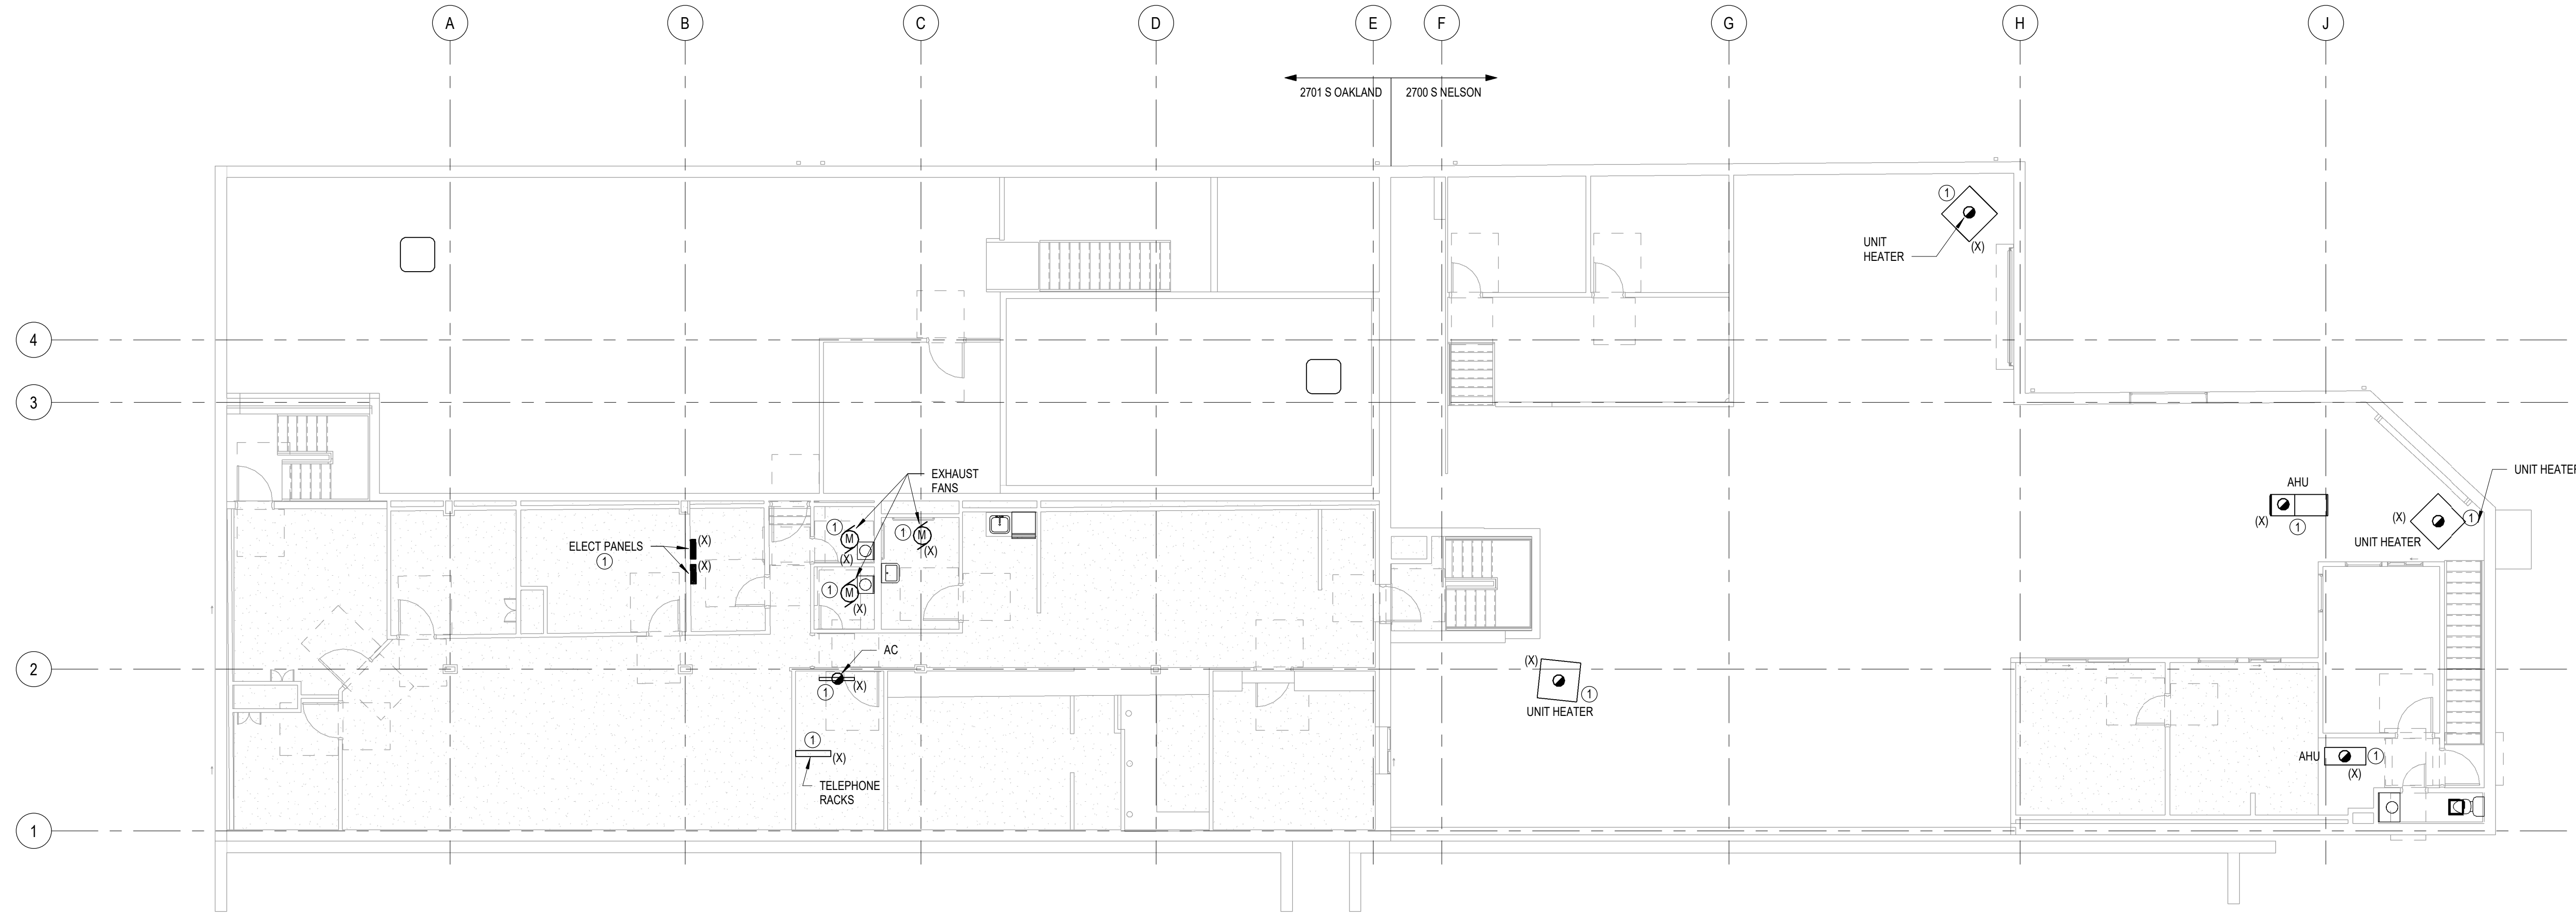 A B C D E F G H J
2701 S OAKLAND 2700 S NELSON
1
UNIT
HEATER
(X)
4
3
EXHAUST
FANS
UNIT HEATER
AHU
(X)
1
(X)
1
UNIT HEATER
1
M
(X)
1
M
(X)
ELECT PANELS
1
(X)
(X)
1
M
(X)
2
AC
1
(X)
(X)
1
UNIT HEATER
1
(X)
TELEPHONE
RACKS
AHU
1
(X)
1